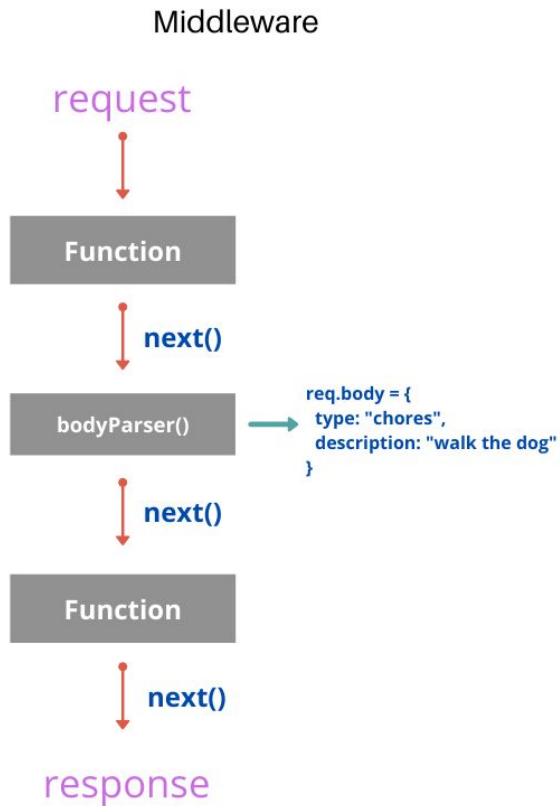 Middleware
request
Function
next()
bodyParser()
req.body = {
type: "chores",
description: "walk the dog"
}
next()
Function
next()
response